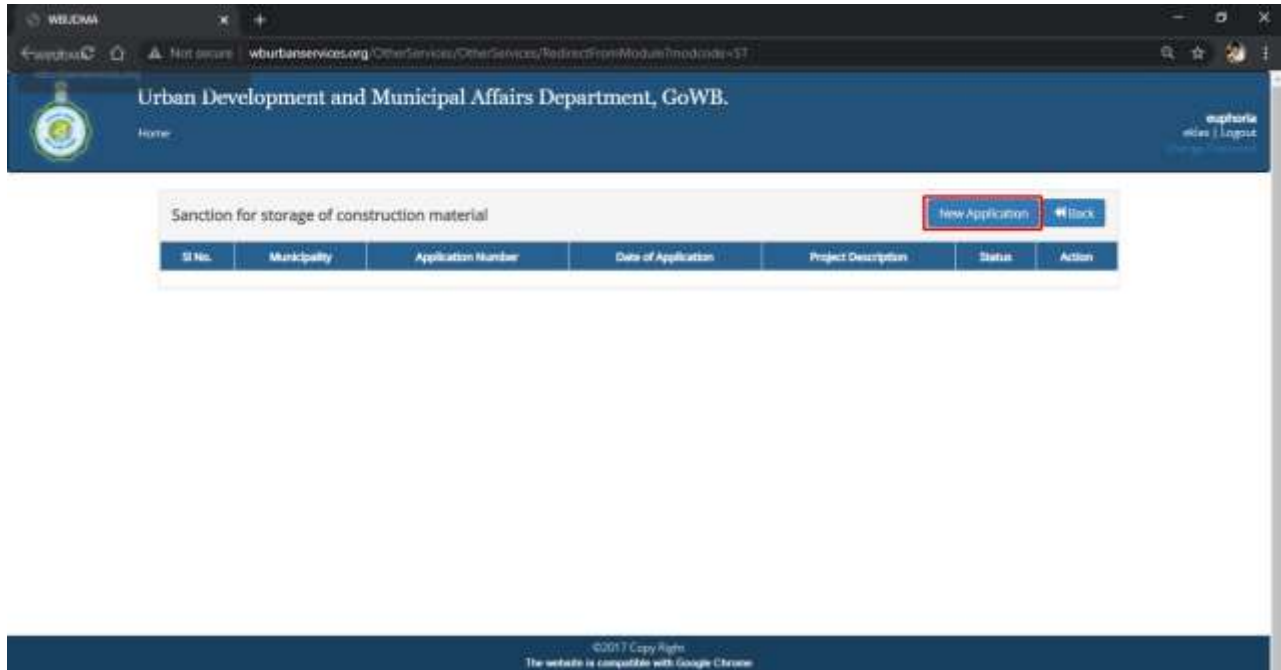 WBUDMA
Not secure wburbanservices.org/OtherServices/OtherServices/RedirectFromModule?modcode=ST
Urban Development and Municipal Affairs Department, GoWB.
Home
euphoria
| Logout
Sanction for storage of construction material
New Application
Back
Sl No. Municipality Application Number Date of Application Project Description Status Action
©2017 Copy Right
The website is compatible with Google Chrome